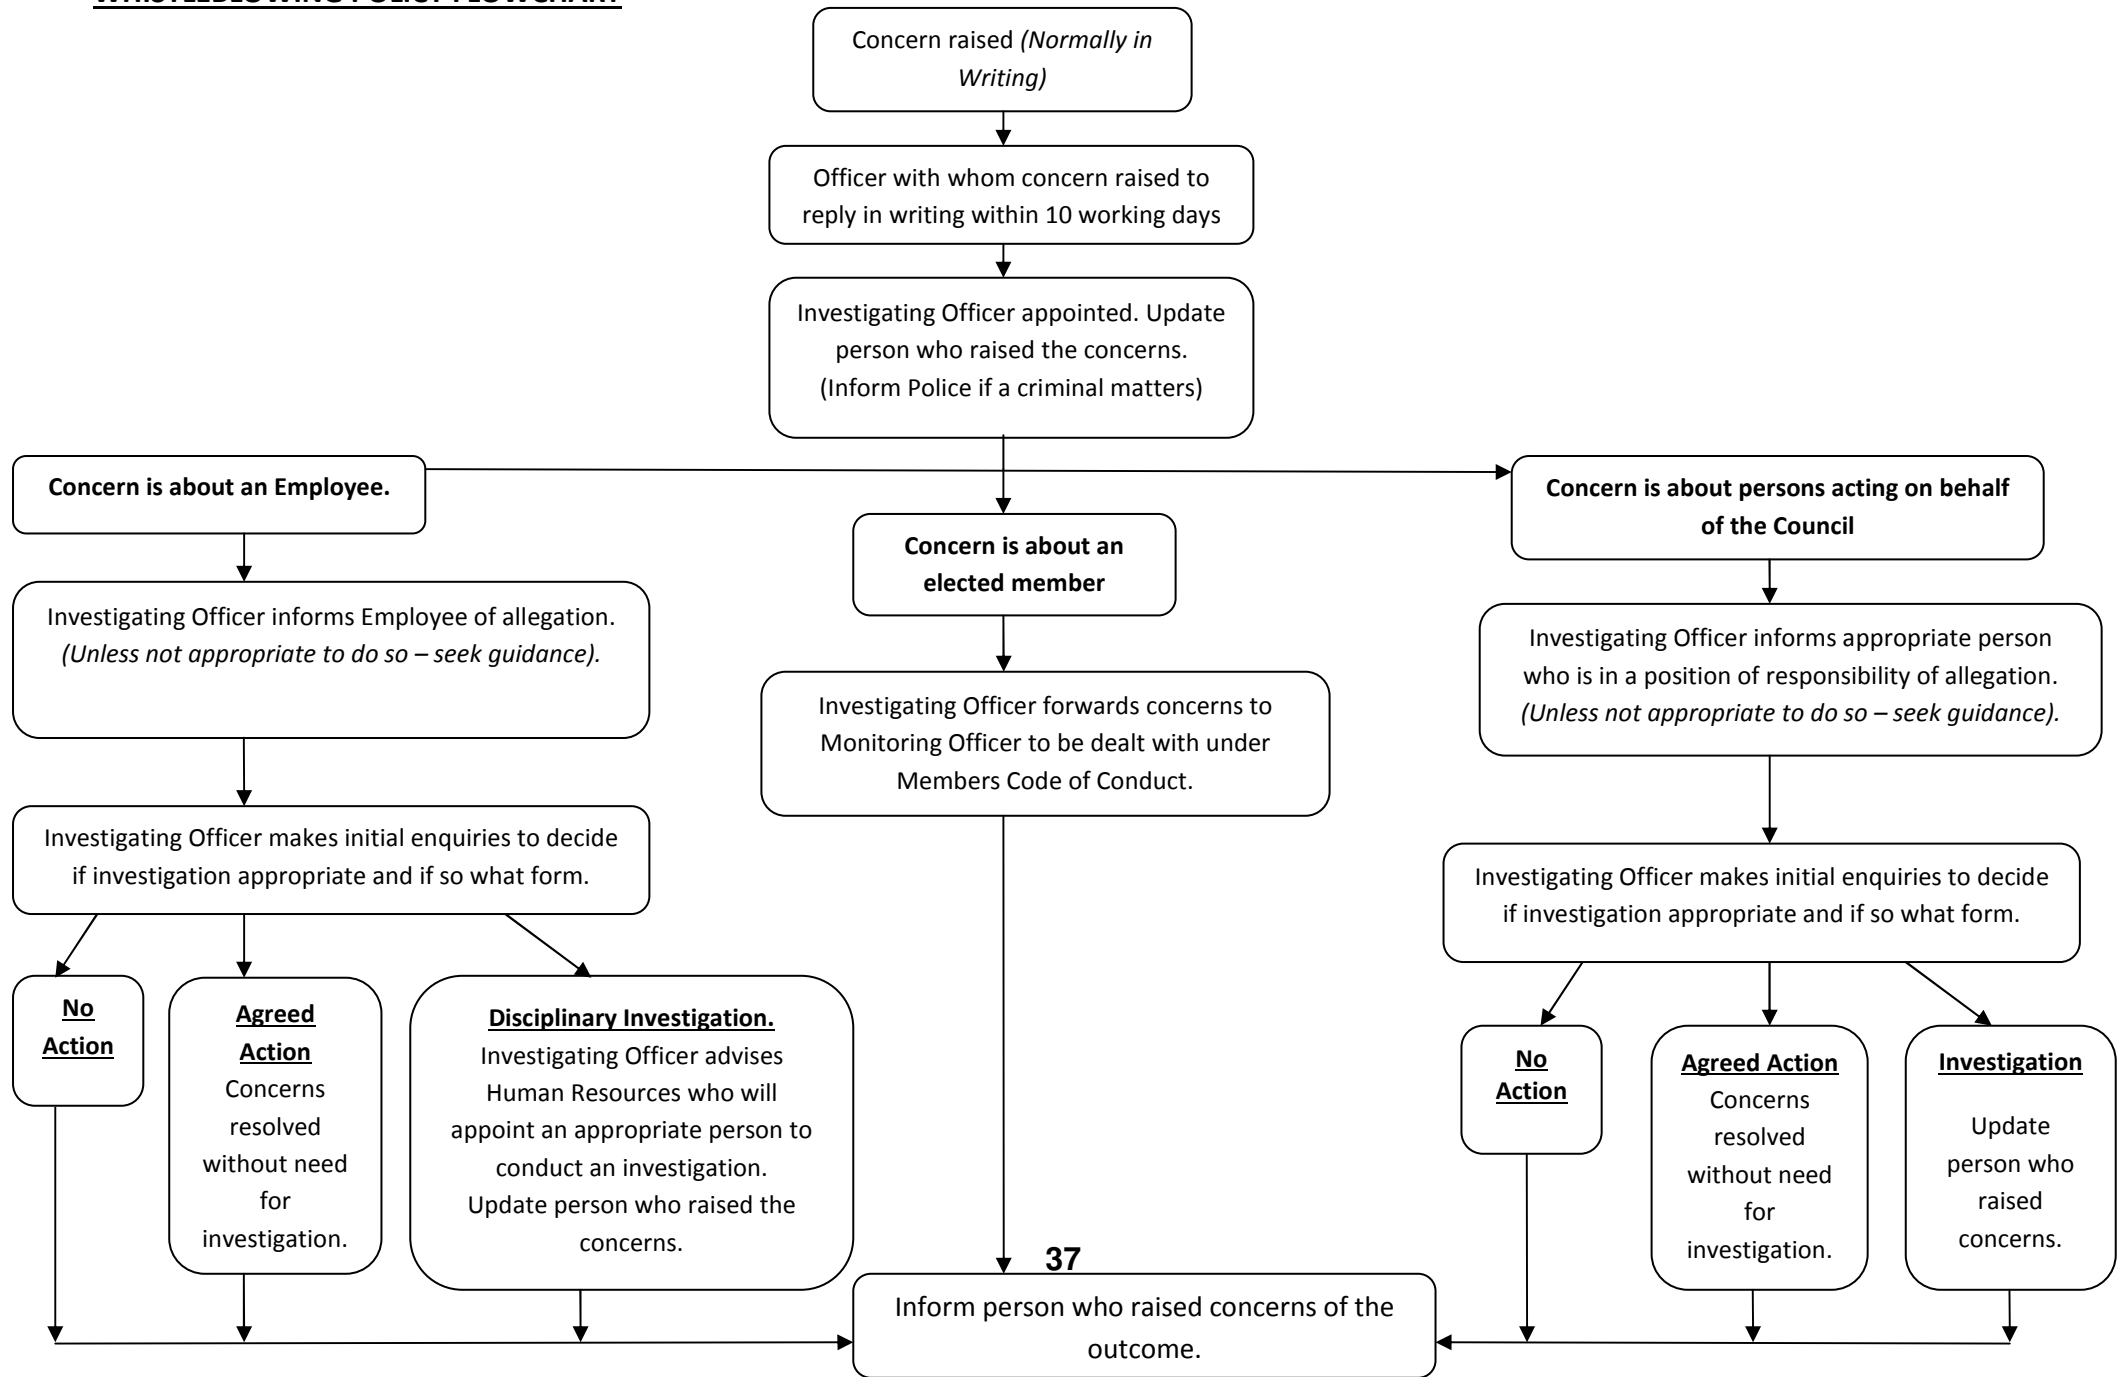 WHISTLEBLOWING POLICY FLOWCHART
Concern raised (Normally in
Writing)
Officer with whom concern raised to
reply in writing within 10 working days
Investigating Officer appointed. Update
person who raised the concerns.
(Inform Police if a criminal matters)
Concern is about an Employee.
Investigating Officer informs Employee of allegation.
(Unless not appropriate to do so – seek guidance).
Investigating Officer makes initial enquiries to decide
if investigation appropriate and if so what form.
No
Action
Agreed
Action
Concerns
resolved
without need
for
investigation.
Disciplinary Investigation.
Investigating Officer advises
Human Resources who will
appoint an appropriate person to
conduct an investigation.
Update person who raised the
concerns.
Concern is about an
elected member
Investigating Officer forwards concerns to
Monitoring Officer to be dealt with under
Members Code of Conduct.
Concern is about persons acting on behalf
of the Council
Investigating Officer informs appropriate person
who is in a position of responsibility of allegation.
(Unless not appropriate to do so – seek guidance).
Investigating Officer makes initial enquiries to decide
if investigation appropriate and if so what form.
No
Action
Agreed Action
Concerns
resolved
without need
for
investigation.
Investigation
Update
person who
raised
concerns.
37
Inform person who raised concerns of the
outcome.